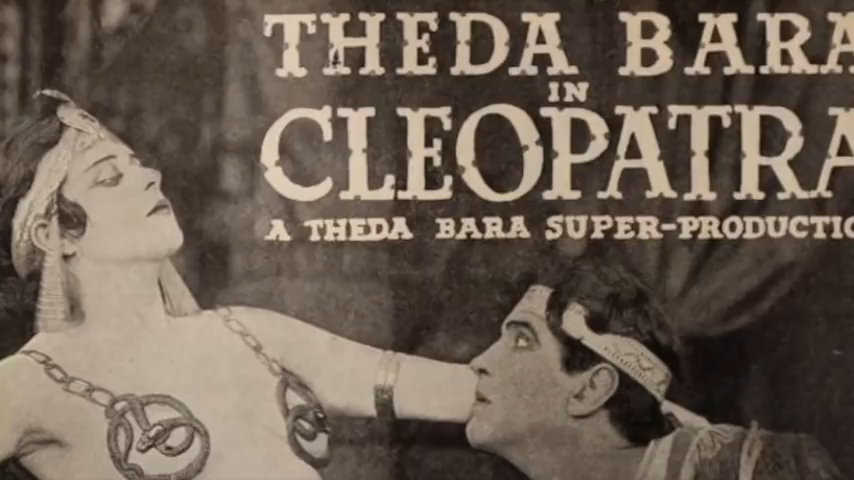 THEDA BARA
IN
CLEOPATRA
A THEDA BARA SUPER-PRODUCTIO